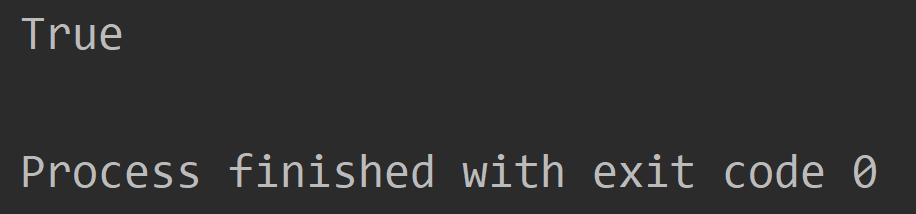 True
Process finished with exit code 0